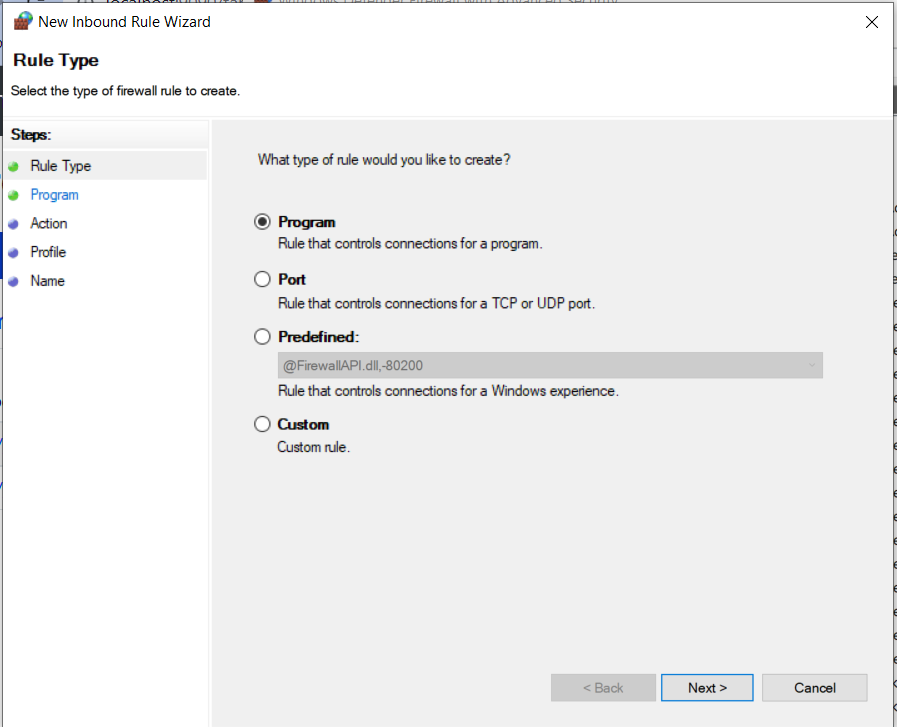 New Inbound Rule Wizard
Rule Type
Select the type of firewall rule to create.
Steps:
Rule Type
Program
Action
Profile
Name
What type of rule would you like to create?
Program
Rule that controls connections for a program.
Port
Rule that controls connections for a TCP or UDP port.
Predefined:
@FirewallAPI.dll,-80200
Rule that controls connections for a Windows experience.
Custom
Custom rule.
< Back
Next >
Cancel